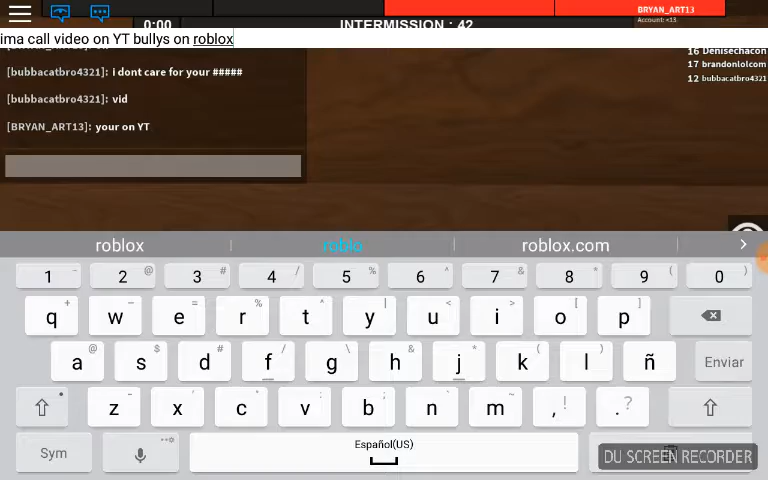 BRYAN_ART13
Account: <13
0:00
INTERMISSION : 42
ima call video on YT bullys on roblox
16 Denisechacon
[bubbacatbro4321]: i dont care for your #####
17 brandonlolcom
12 bubbacatbro4321
[bubbacatbro4321]: vid
[BRYAN_ART13]: your on YT
roblox roblo roblox.com >
1 - 2 @ 3 # 4 / 5 % 6 ^ 7 & 8 * 9 ( 0 )
q + w – e = r % t ^ y | u < i > o [ p ]
a @ s $ d # f / g \ h & j * k ( l ) ñ Enviar
z - x ' c " v : b ; n , m ~ , ! . ?
Sym Español(US)
DU SCREEN RECORDER